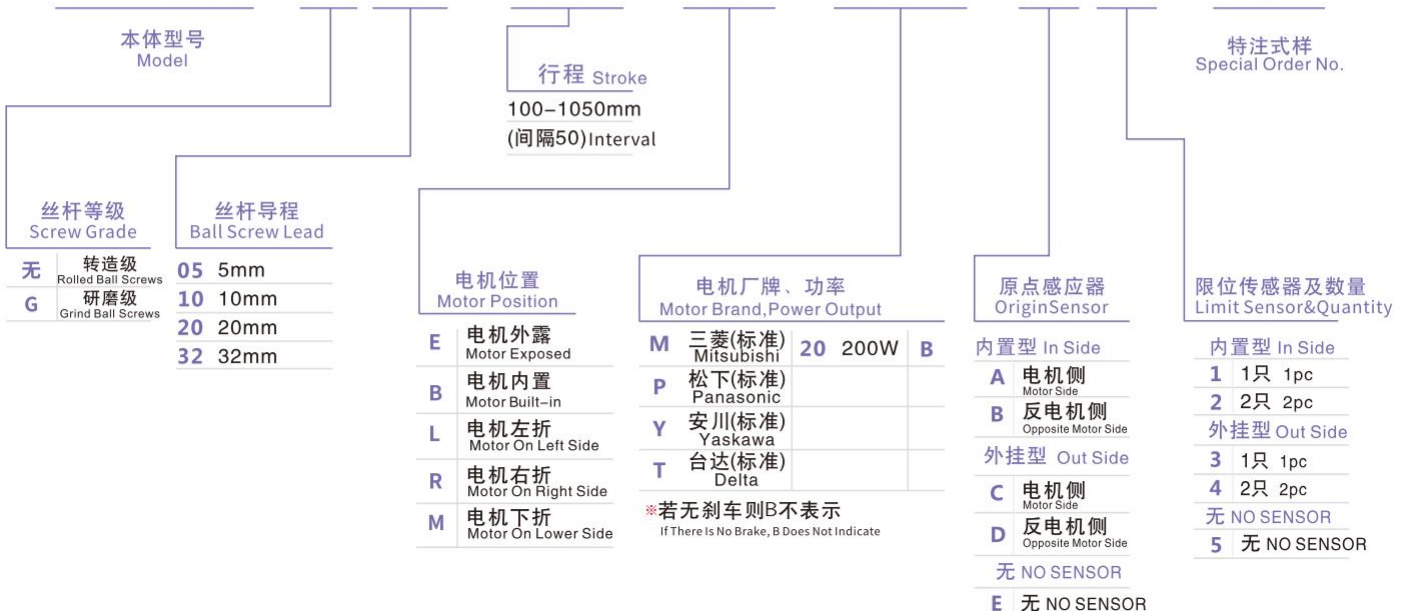 本体型号
Model
特注式样
Special Order No.
行程 Stroke
100-1050mm
(间隔50)Interval
丝杆等级
Screw Grade
无 转造级
Rolled Ball Screws
G 研磨级
Grind Ball Screws
丝杆导程
Ball Screw Lead
05 5mm
10 10mm
20 20mm
32 32mm
电机位置
Motor Position
E 电机外露
Motor Exposed
B 电机内置
Motor Built-in
L 电机左折
Motor On Left Side
R 电机右折
Motor On Right Side
M 电机下折
Motor On Lower Side
电机厂牌、功率
Motor Brand,Power Output
M 三菱(标准) 20 200W B
Mitsubishi
P 松下(标准)
Panasonic
Y 安川(标准)
Yaskawa
T 台达(标准)
Delta
※若无刹车则B不表示
If There Is No Brake, B Does Not Indicate
原点感应器
OriginSensor
内置型 In Side
A 电机侧
Motor Side
B 反电机侧
Opposite Motor Side
外挂型 Out Side
C 电机侧
Motor Side
D 反电机侧
Opposite Motor Side
无 NO SENSOR
E 无 NO SENSOR
限位传感器及数量
Limit Sensor&Quantity
内置型 In Side
1 1只 1pc
2 2只 2pc
外挂型 Out Side
3 1只 1pc
4 2只 2pc
无 NO SENSOR
5 无 NO SENSOR